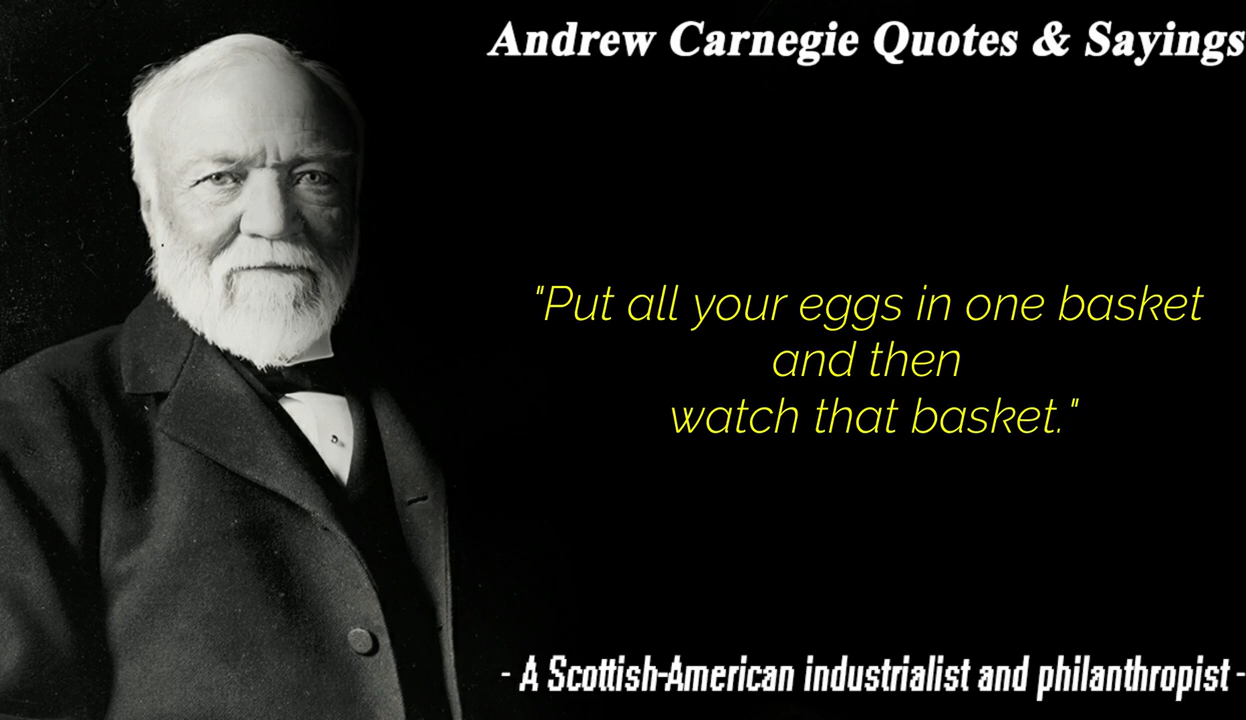 Andrew Carnegie Quotes & Sayings
"Put all your eggs in one basket
and then
watch that basket."
- A Scottish-American industrialist and philanthropist -